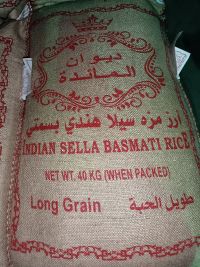 ديوان
المائدة
ارز مزه سيلا هندي بسمتي
INDIAN SELLA BASMATI RICE
NET WT. 40 KG (WHEN PACKED)
Long Grain طويل الحبة